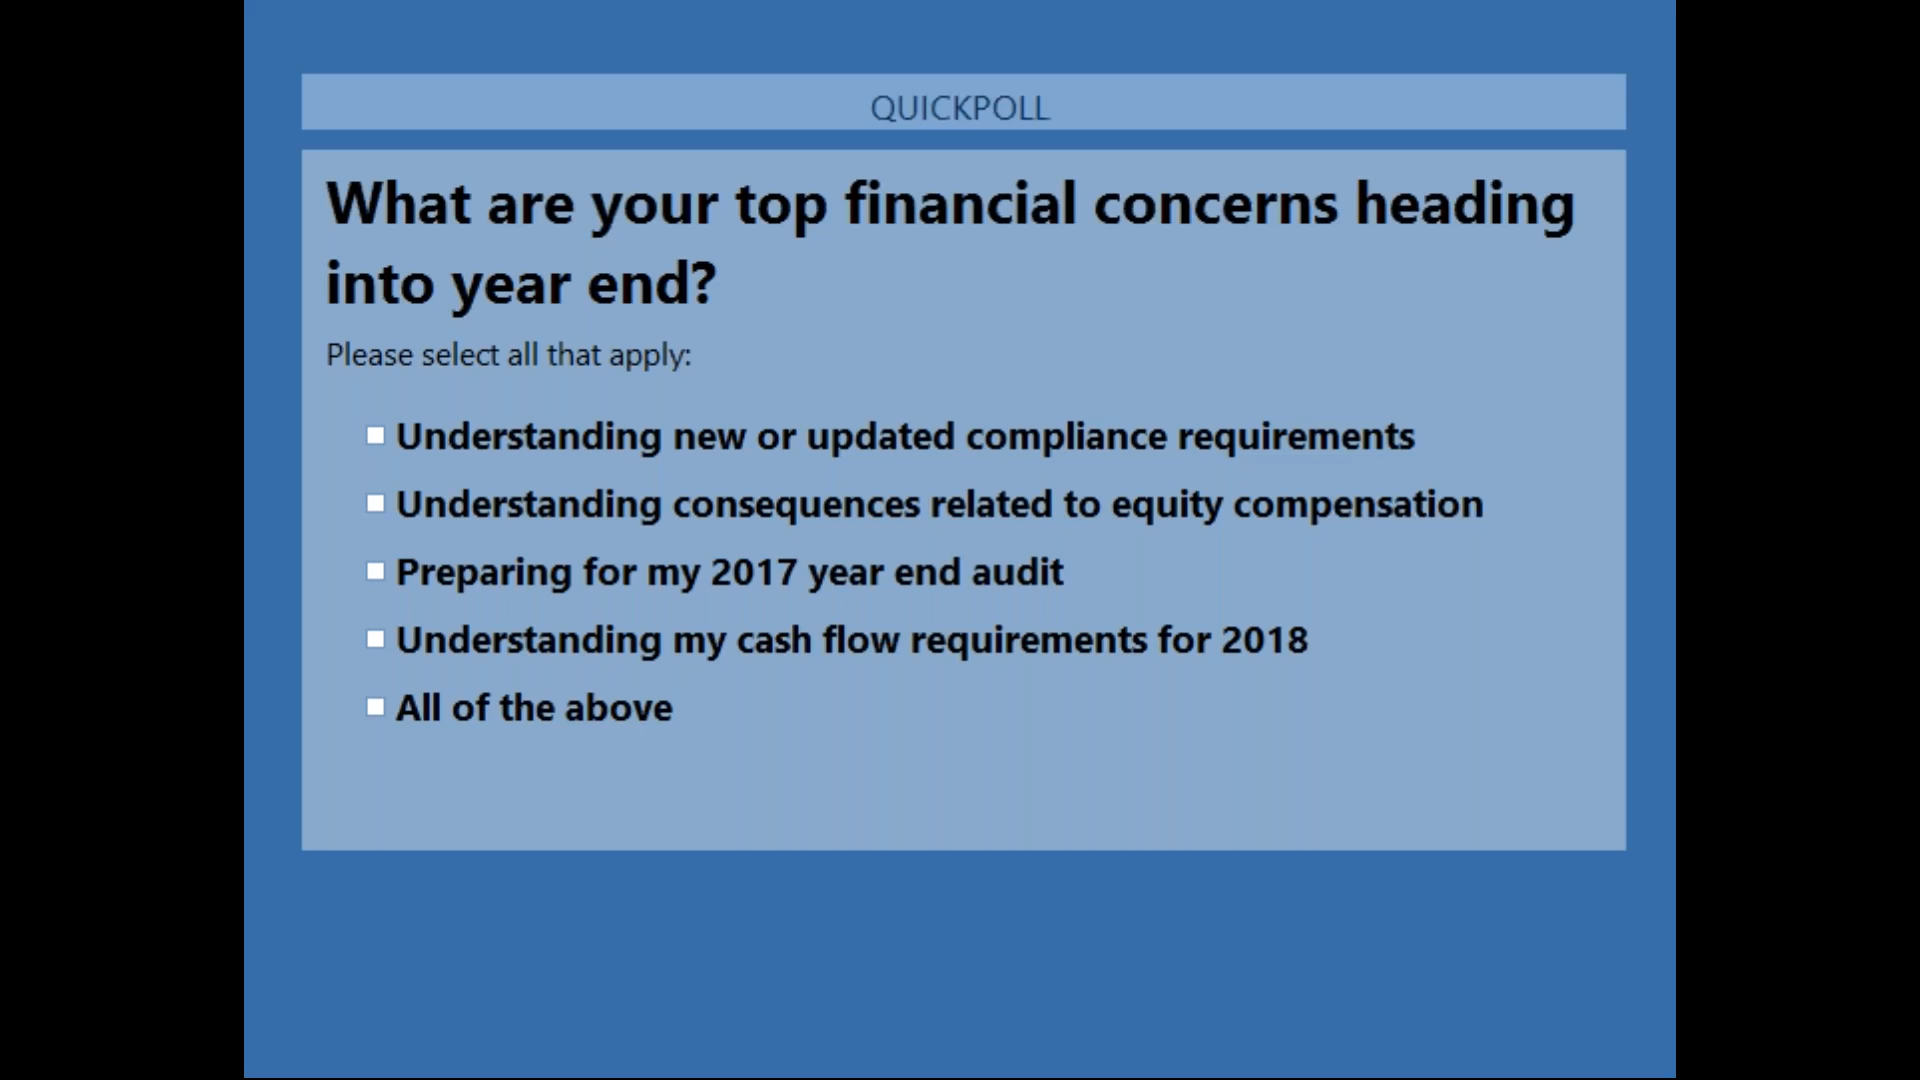 QUICKPOLL
What are your top financial concerns heading
into year end?
Please select all that apply:
Understanding new or updated compliance requirements
Understanding consequences related to equity compensation
Preparing for my 2017 year end audit
Understanding my cash flow requirements for 2018
All of the above